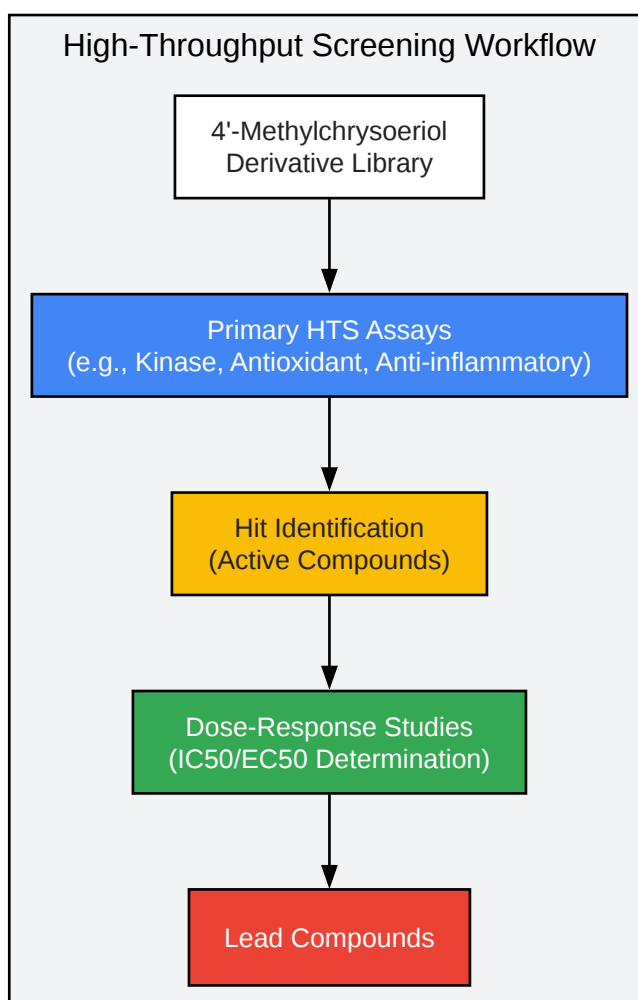 High-Throughput Screening Workflow
4'-Methylchrysoeriol
Derivative Library
Primary HTS Assays
(e.g., Kinase, Antioxidant, Anti-inflammatory)
Hit Identification
(Active Compounds)
Dose-Response Studies
(IC50/EC50 Determination)
Lead Compounds